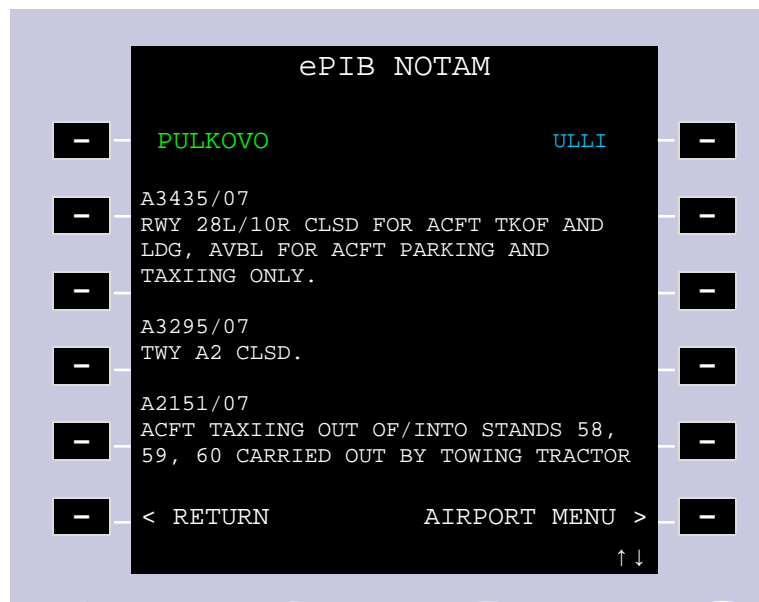 ePIB NOTAM
PULKOVO ULLI
A3435/07
RWY 28L/10R CLSD FOR ACFT TKOF AND
LDG, AVBL FOR ACFT PARKING AND
TAXIING ONLY.
A3295/07
TWY A2 CLSD.
A2151/07
ACFT TAXIING OUT OF/INTO STANDS 58,
59, 60 CARRIED OUT BY TOWING TRACTOR
< RETURN AIRPORT MENU >
↑↓